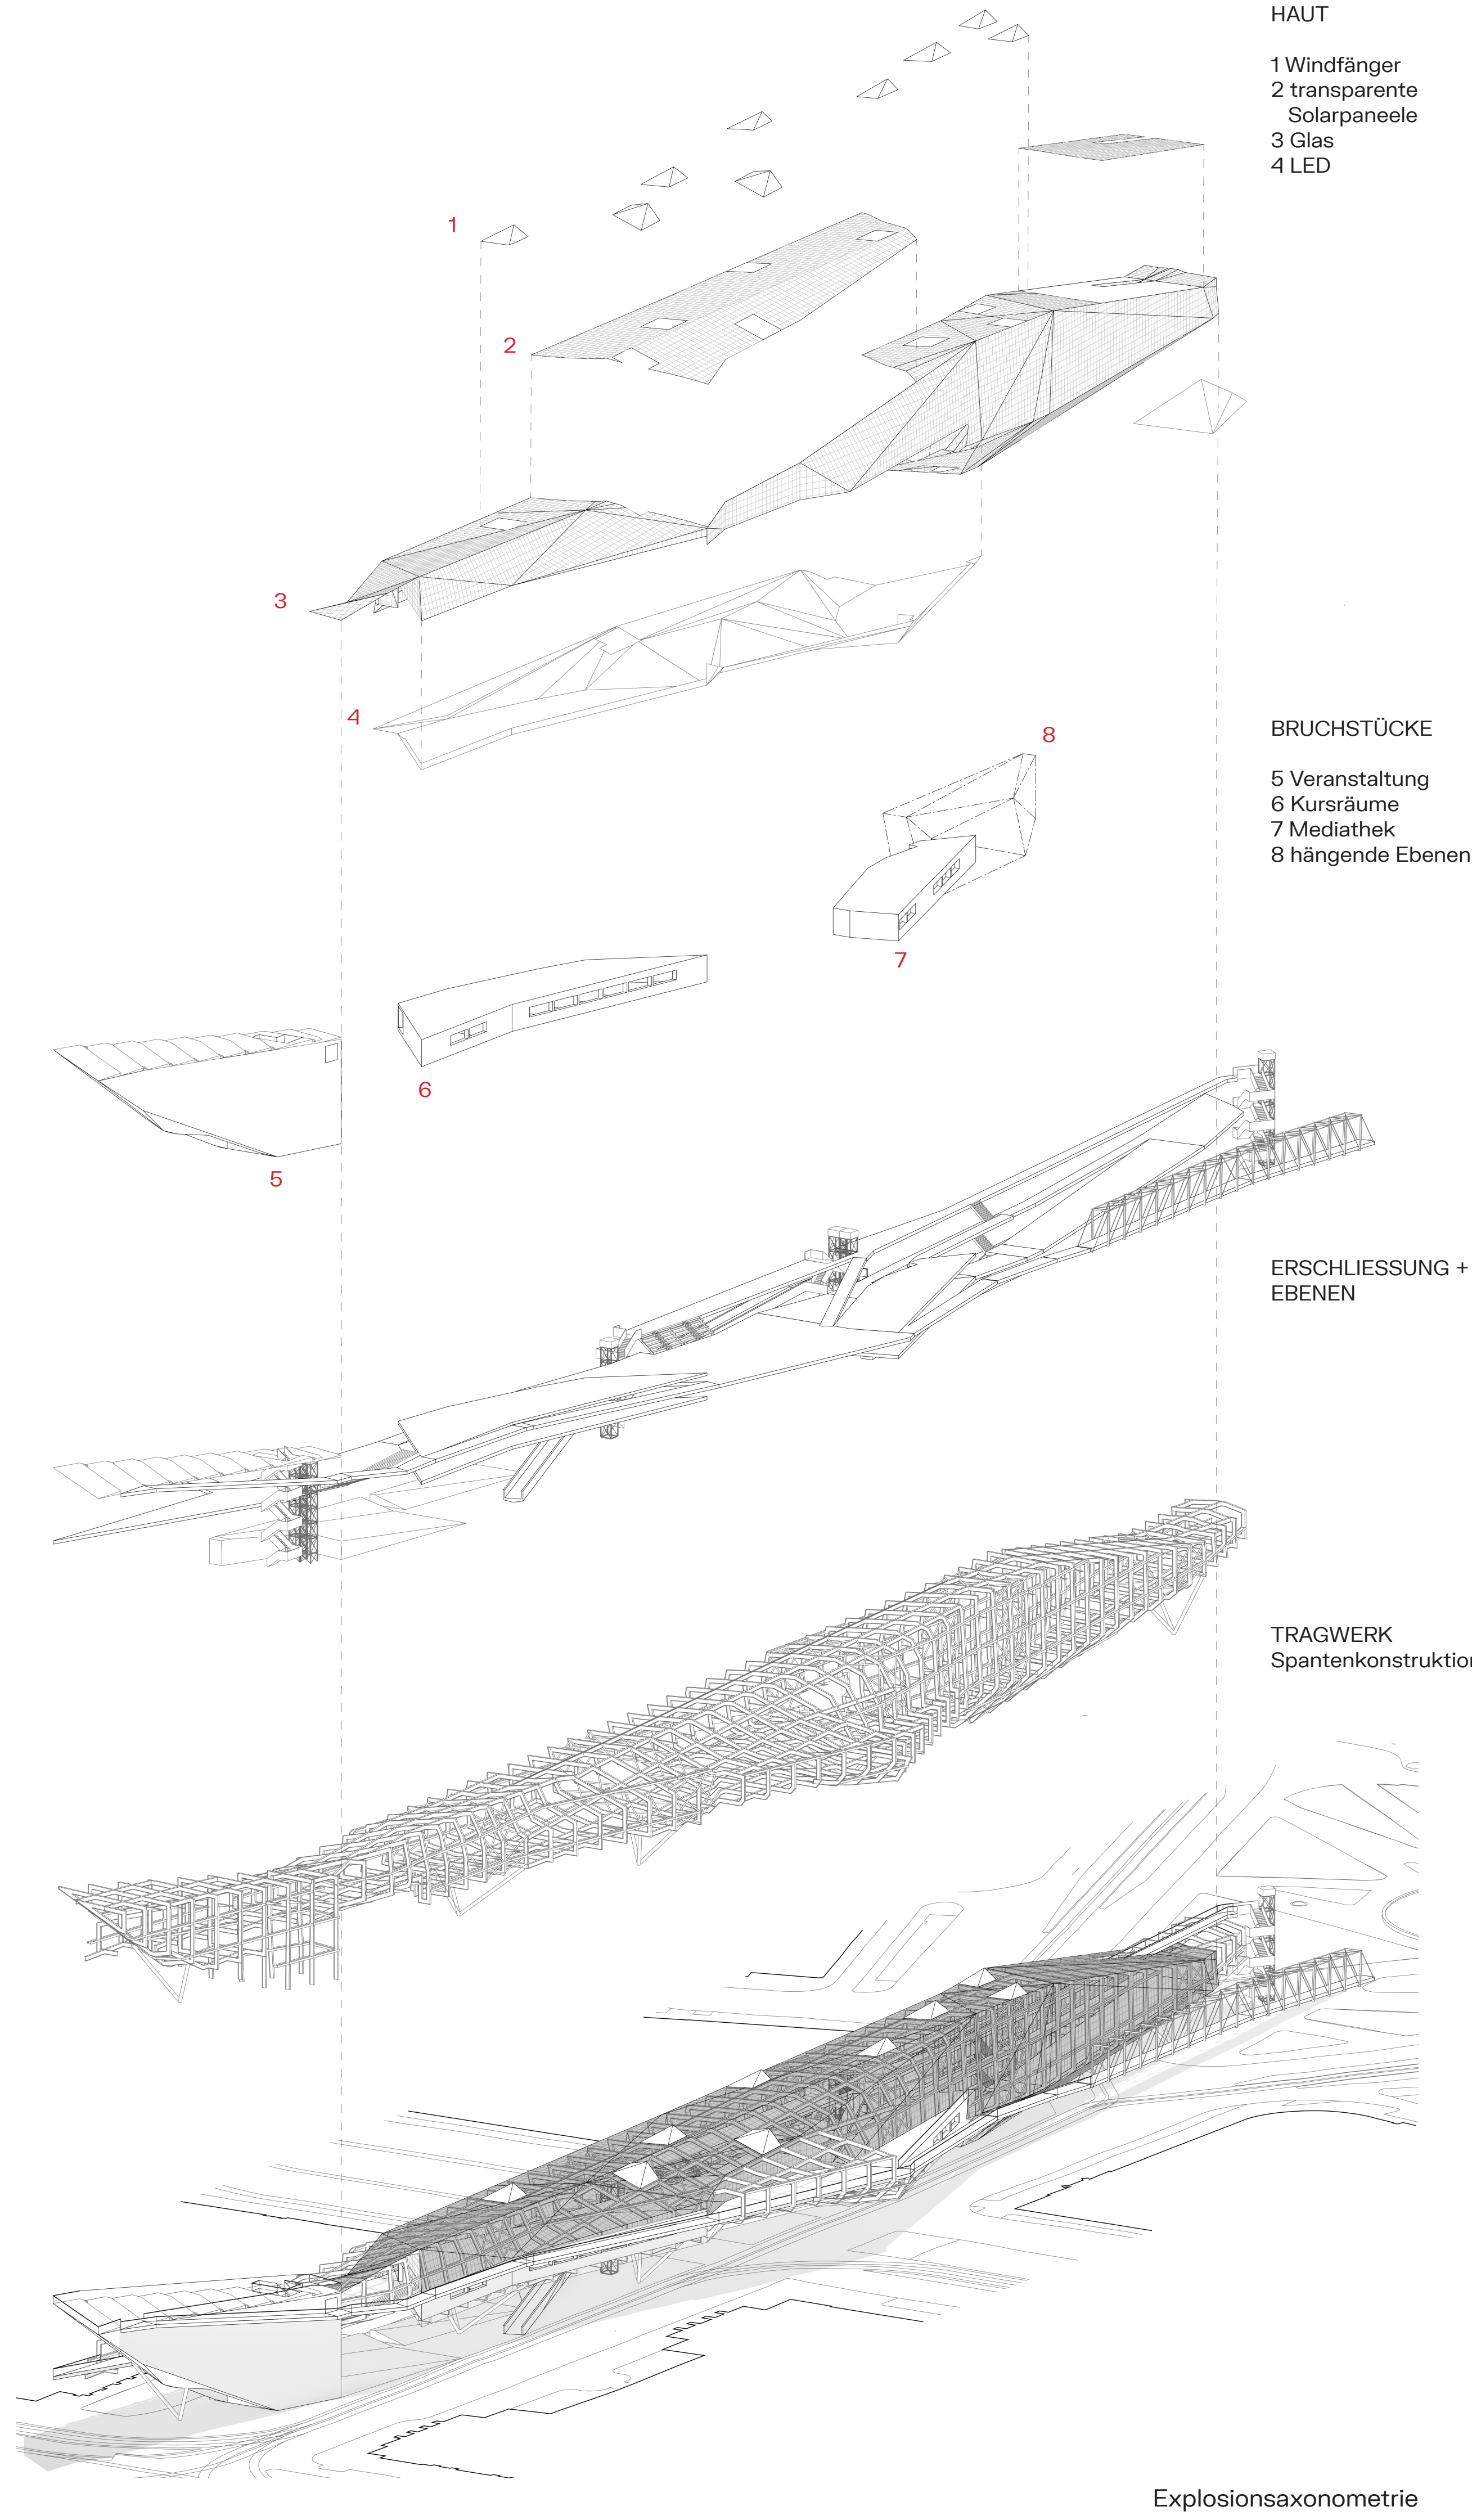 HAUT
1 Windfänger
2 transparente
Solarpaneele
3 Glas
4 LED
1
2
3
4
BRUCHSTÜCKE
5 Veranstaltung
6 Kursräume
7 Mediathek
8 hängende Ebenen
8
7
6
5
ERSCHLIESSUNG +
EBENEN
TRAGWERK
Spantenkonstruktion
Explosionsaxonometrie